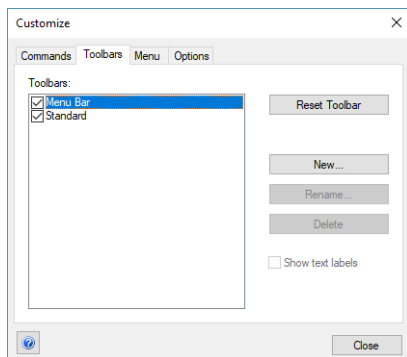 Customize
Commands Toolbars Menu Options
Toolbars:
Menu Bar
Standard
Reset Toolbar
New...
Rename...
Delete
Show text labels
Close